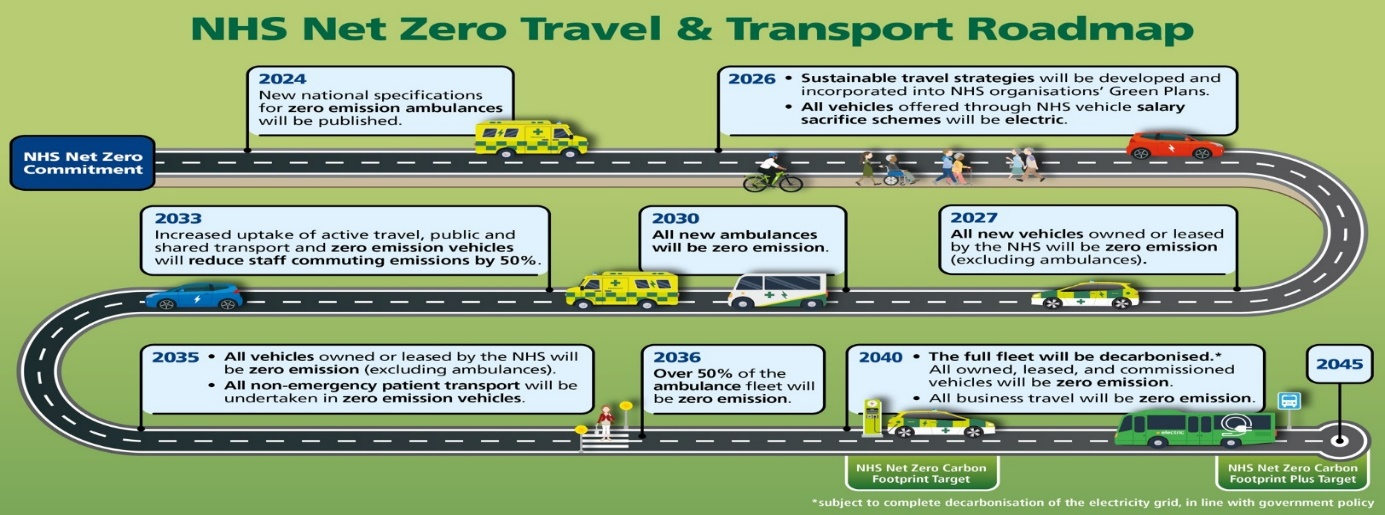 NHS Net Zero Travel & Transport Roadmap
NHS Net Zero
Commitment
2024
New national specifications
for zero emission ambulances
will be published.
2026
• Sustainable travel strategies will be developed and
incorporated into NHS organisations' Green Plans.
• All vehicles offered through NHS vehicle salary
sacrifice schemes will be electric.
2027
All new vehicles owned or leased
by the NHS will be zero emission
(excluding ambulances).
2030
All new ambulances
will be zero emission.
2033
Increased uptake of active travel, public and
shared transport and zero emission vehicles
will reduce staff commuting emissions by 50%.
2035
• All vehicles owned or leased by the NHS will
be zero emission (excluding ambulances).
• All non-emergency patient transport will be
undertaken in zero emission vehicles.
2036
Over 50% of the
ambulance fleet will
be zero emission.
2040
• The full fleet will be decarbonised.*
All owned, leased, and commissioned
vehicles will be zero emission.
• All business travel will be zero emission.
2045
electric
NHS Net Zero Carbon
Footprint Target
NHS Net Zero Carbon
Footprint Plus Target
*subject to complete decarbonisation of the electricity grid, in line with government policy